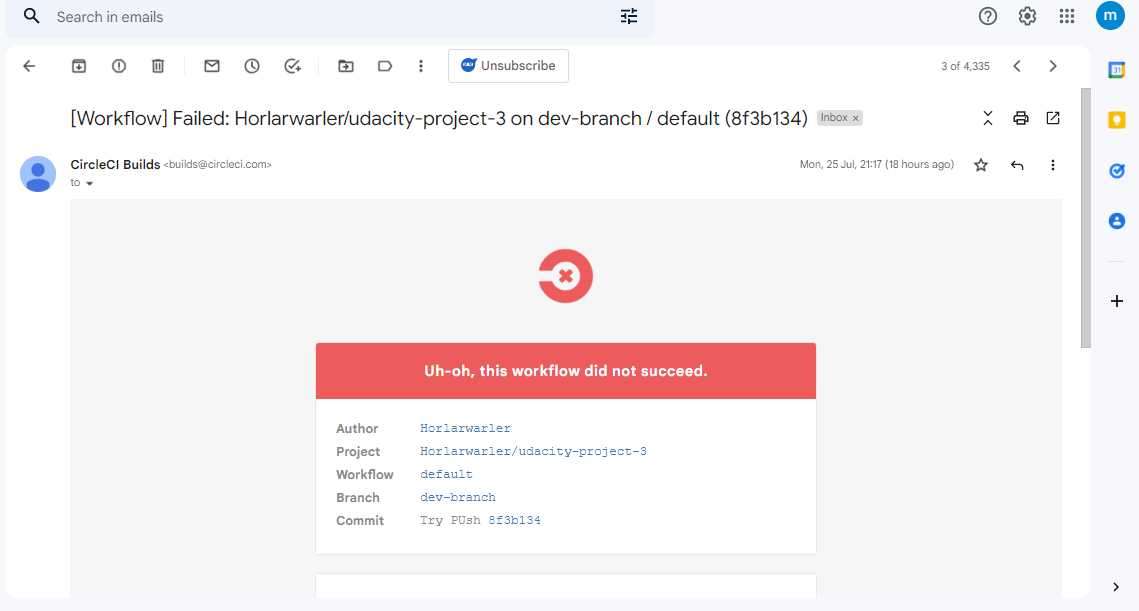 Search in emails
m
Unsubscribe
3 of 4,335
31
[Workflow] Failed: Horlarwarler/udacity-project-3 on dev-branch / default (8f3b134)
Inbox ×
CircleCI Builds <builds@circleci.com>
Mon, 25 Jul, 21:17 (18 hours ago)
to
Uh-oh, this workflow did not succeed.
Author Horlarwarler
Project Horlarwarler/udacity-project-3
Workflow default
Branch dev-branch
Commit Try PUsh 8f3b134